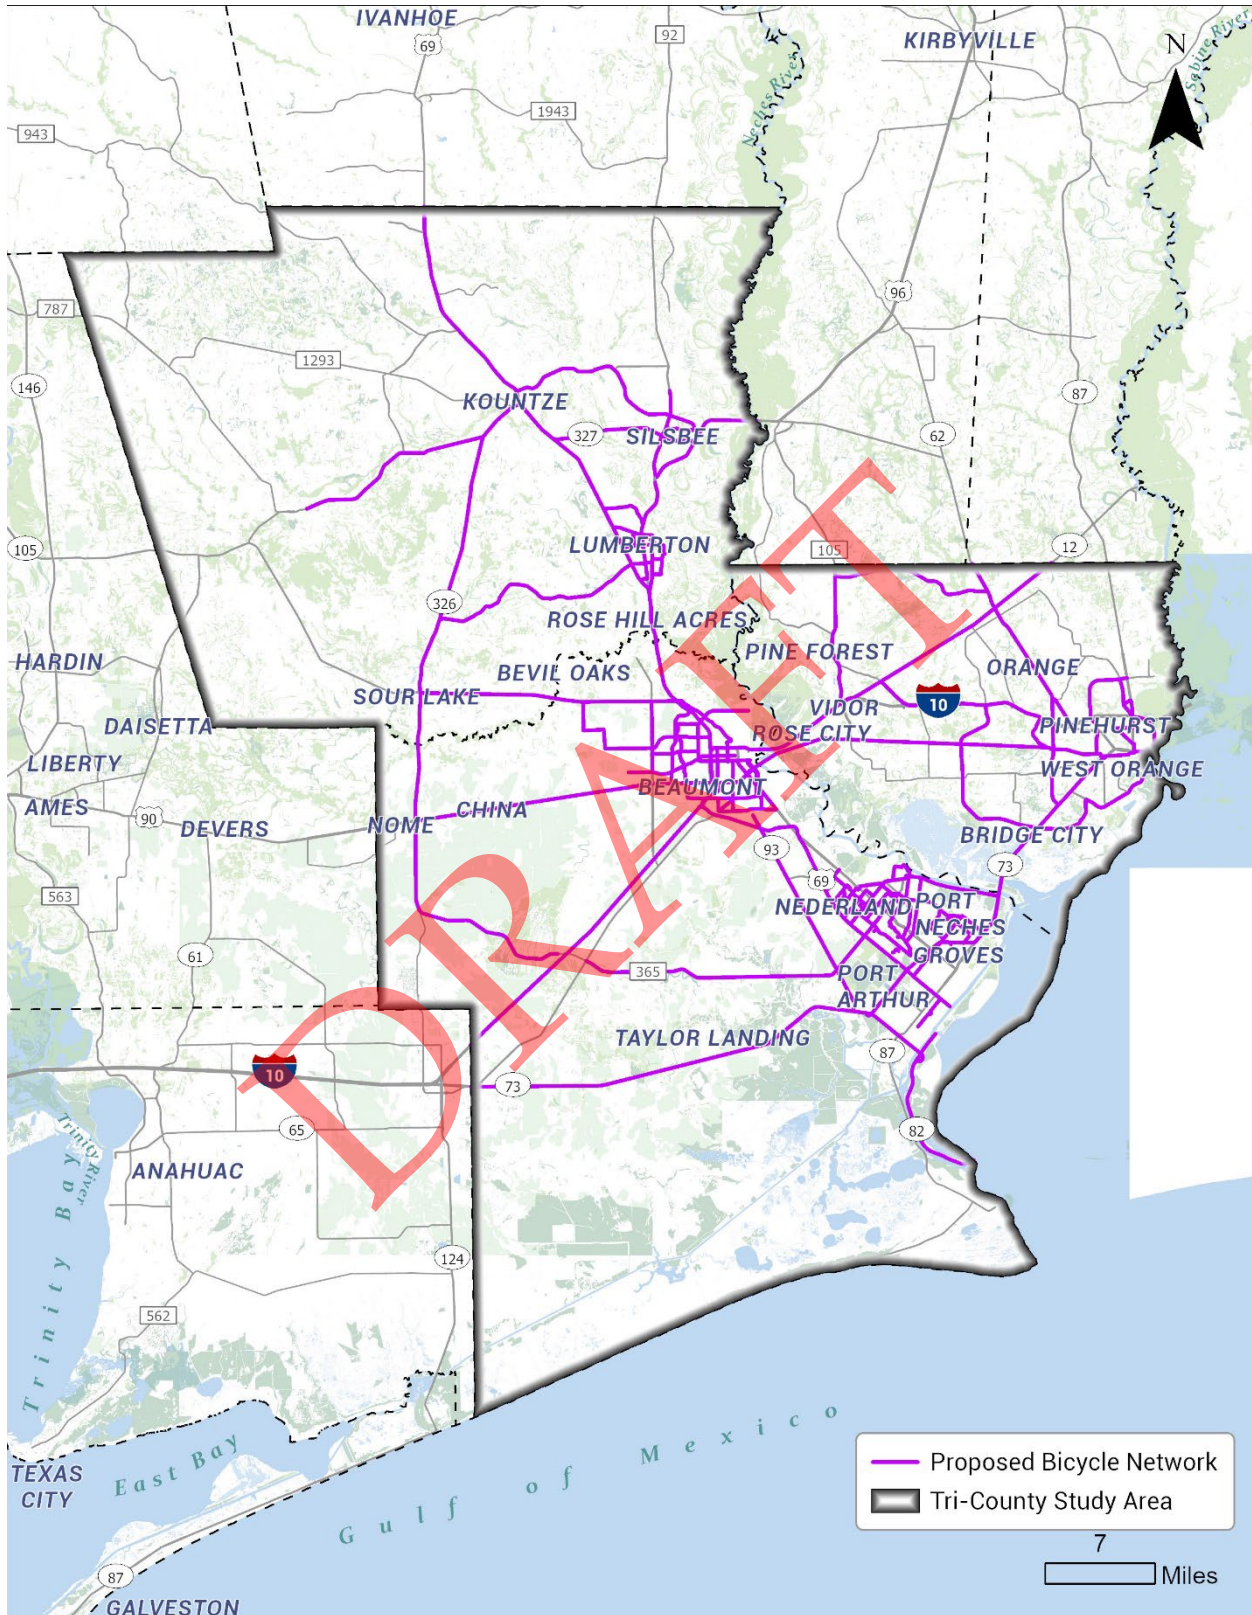 IVANHOE
69
92
KIRBYVILLE
N
Sabine River
Neches River
943
1943
96
787
1293
146
87
KOUNTZE
327
SILSBEE
62
105
LUMBERTON
105
12
326
ROSE HILL ACRES
PINE FOREST
HARDIN
BEVIL OAKS
ORANGE
SOUR LAKE
10
VIDOR
DAISETTA
ROSE CITY
PINEHURST
LIBERTY
WEST ORANGE
BEAUMONT
AMES
90
DEVERS
NOME
CHINA
BRIDGE CITY
93
73
69
563
NEDERLAND
PORT
NECHES
GROVES
61
365
PORT
ARTHUR
TAYLOR LANDING
87
10
73
65
82
Trinity River
ANAHUAC
Trinity Bay
124
562
DRAFT
TEXAS
CITY
East Bay
Gulf of Mexico
87
GALVESTON
Proposed Bicycle Network
Tri-County Study Area
7
Miles